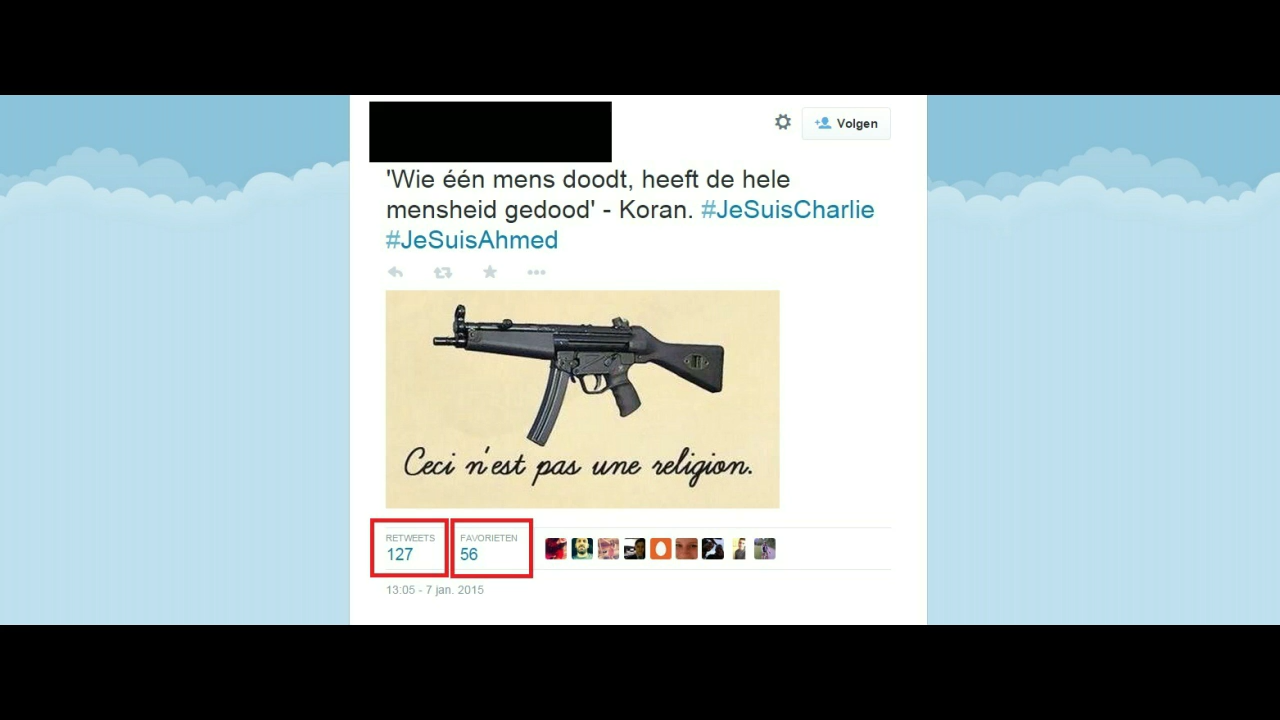 Volgen
'Wie één mens doodt, heeft de hele
mensheid gedood' - Koran. #JeSuisCharlie
#JeSuisAhmed
Ceci n'est pas une religion.
RETWEETS FAVORIETEN
127 56
13:05 - 7 jan. 2015